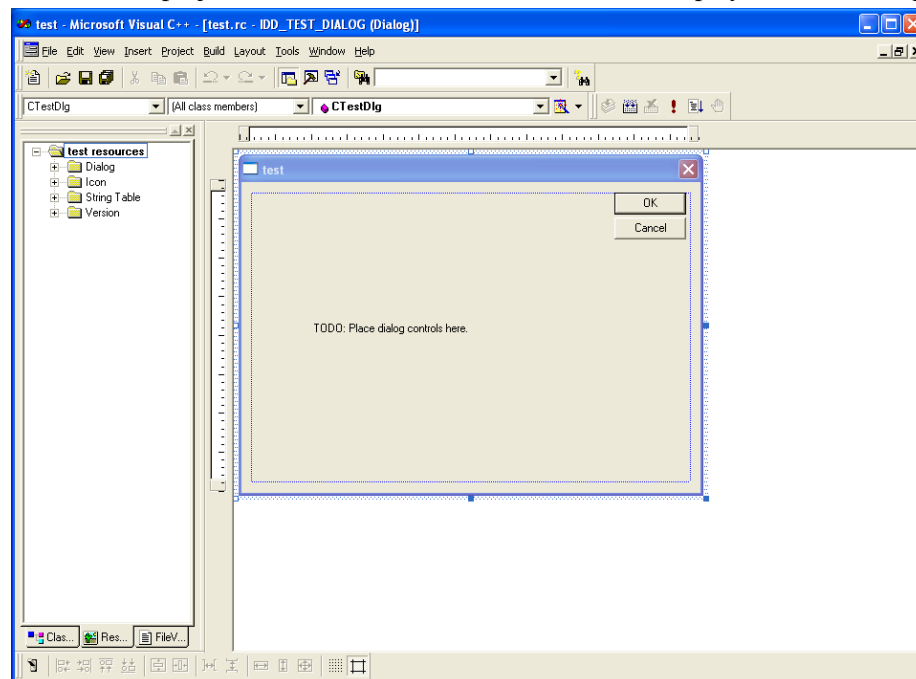 test - Microsoft Visual C++ - [test.rc - IDD_TEST_DIALOG (Dialog)]
File Edit View Insert Project Build Layout Tools Window Help
CTestDlg (All class members) CTestDlg
test resources
Dialog
Icon
String Table
Version
test
OK
Cancel
TODO: Place dialog controls here.
Clas... Res... FileV...